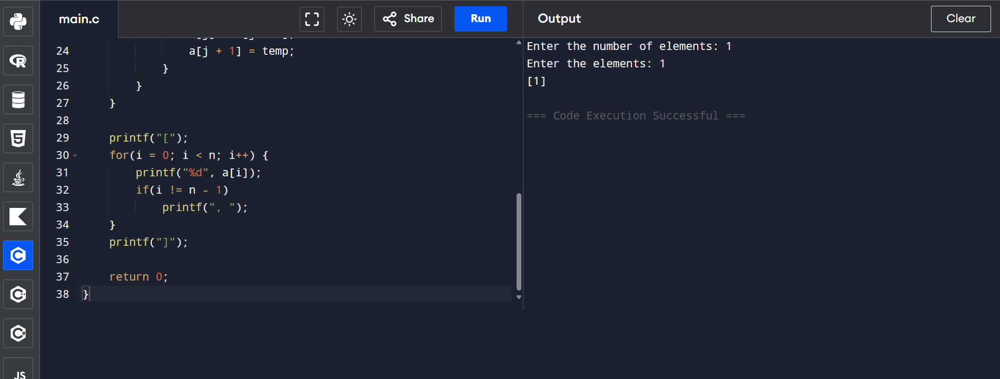 main.c
Share
Run
Output
Clear
24 a[j + 1] = temp;
25 }
26 }
27 }
28
29 printf("[");
30 for(i = 0; i < n; i++) {
31 printf("%d", a[i]);
32 if(i != n - 1)
33 printf(", ");
34 }
35 printf("]");
36
37 return 0;
38 }
Enter the number of elements: 1
Enter the elements: 1
[1]
=== Code Execution Successful ===
R
5
C
C++
C#
JS